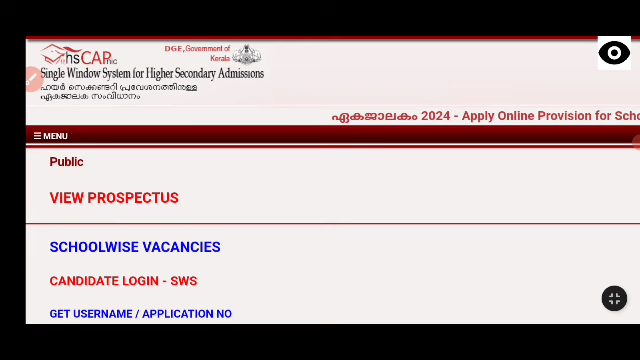 hsCAP
nic
DGE, Government of
Kerala
Single Window System for Higher Secondary Admissions
ഹയർ സെക്കണ്ടറി പ്രവേശനത്തിനുള്ള
ഏകജാലക സംവിധാനം
ഏകജാലകം 2024 - Apply Online Provision for Scho
☰ MENU
Public
VIEW PROSPECTUS
SCHOOLWISE VACANCIES
CANDIDATE LOGIN - SWS
GET USERNAME / APPLICATION NO